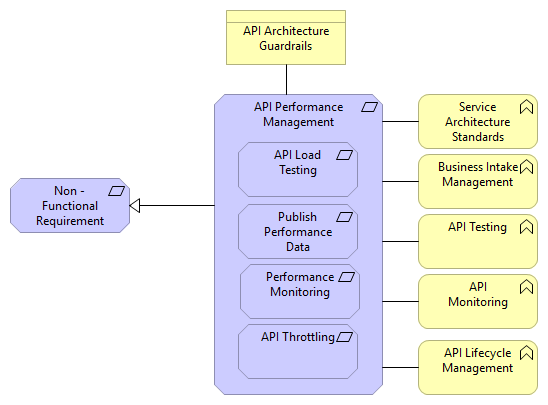 API Architecture
Guardrails
API Performance
Management
Service
Architecture
Standards
API Load
Testing
Business Intake
Management
Non -
Functional
Requirement
Publish
Performance
Data
API Testing
Performance
Monitoring
API
Monitoring
API Throttling
API Lifecycle
Management